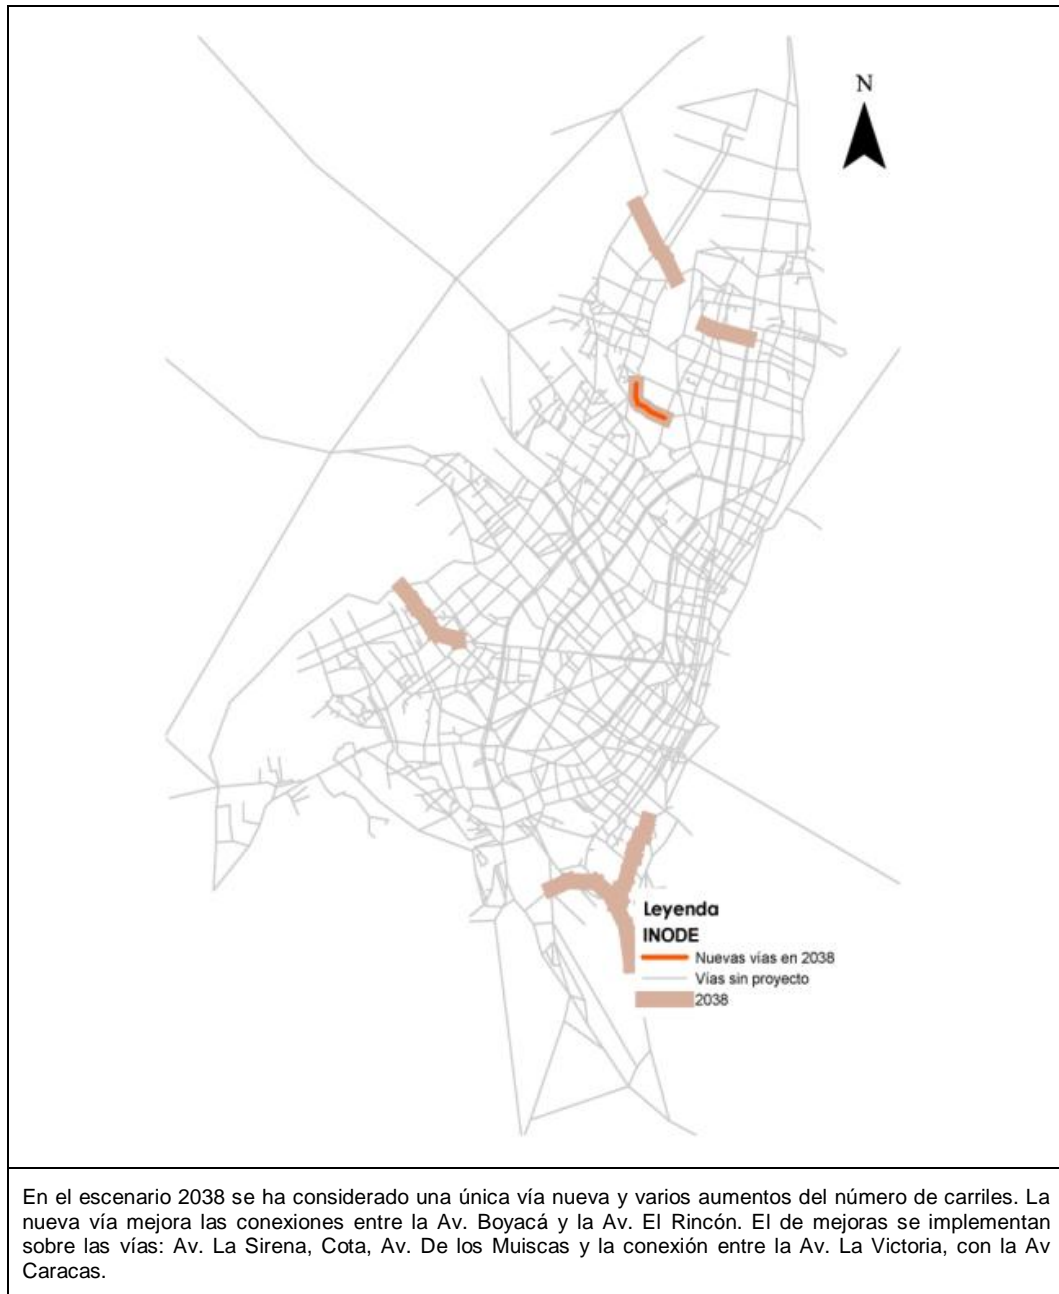 N
Leyenda
INODE
Nuevas vías en 2038
Vías sin proyecto
2038
En el escenario 2038 se ha considerado una única vía nueva y varios aumentos del número de carriles. La
nueva vía mejora las conexiones entre la Av. Boyacá y la Av. El Rincón. El de mejoras se implementan
sobre las vías: Av. La Sirena, Cota, Av. De los Muiscas y la conexión entre la Av. La Victoria, con la Av
Caracas.